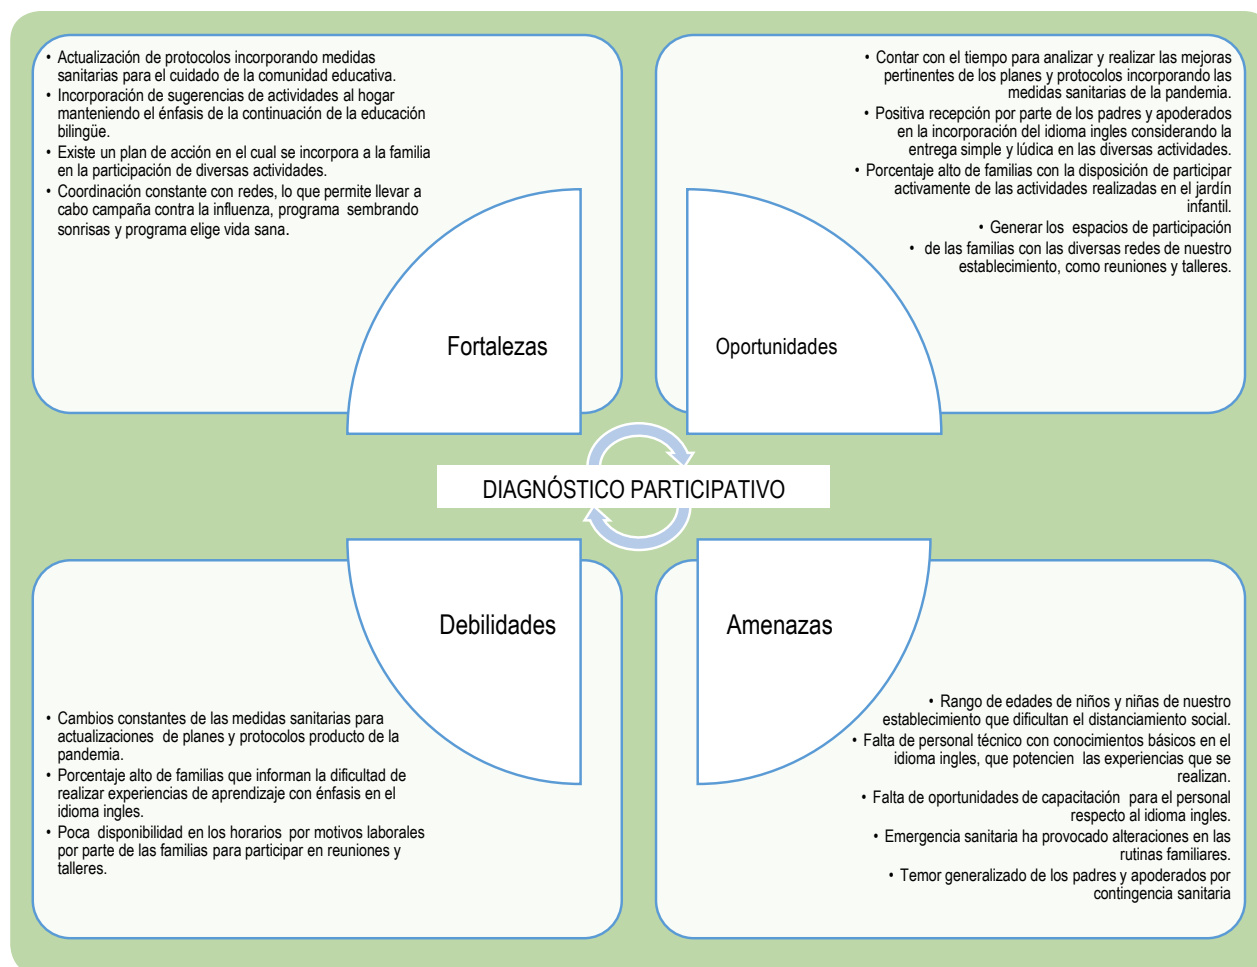 • Actualización de protocolos incorporando medidas
sanitarias para el cuidado de la comunidad educativa.
• Incorporación de sugerencias de actividades al hogar
manteniendo el énfasis de la continuación de la educación
bilingüe.
• Existe un plan de acción en el cual se incorpora a la familia
en la participación de diversas actividades.
• Coordinación constante con redes, lo que permite llevar a
cabo campaña contra la influenza, programa sembrando
sonrisas y programa elige vida sana.
Fortalezas
• Contar con el tiempo para analizar y realizar las mejoras
pertinentes de los planes y protocolos incorporando las
medidas sanitarias de la pandemia.
• Positiva recepción por parte de los padres y apoderados
en la incorporación del idioma ingles considerando la
entrega simple y lúdica en las diversas actividades.
• Porcentaje alto de familias con la disposición de participar
activamente de las actividades realizadas en el jardín
infantil.
• Generar los espacios de participación
• de las familias con las diversas redes de nuestro
establecimiento, como reuniones y talleres.
Oportunidades
DIAGNÓSTICO PARTICIPATIVO
Debilidades
• Cambios constantes de las medidas sanitarias para
actualizaciones de planes y protocolos producto de la
pandemia.
• Porcentaje alto de familias que informan la dificultad de
realizar experiencias de aprendizaje con énfasis en el
idioma ingles.
• Poca disponibilidad en los horarios por motivos laborales
por parte de las familias para participar en reuniones y
talleres.
Amenazas
• Rango de edades de niños y niñas de nuestro
establecimiento que dificultan el distanciamiento social.
• Falta de personal técnico con conocimientos básicos en el
idioma ingles, que potencien las experiencias que se
realizan.
• Falta de oportunidades de capacitación para el personal
respecto al idioma ingles.
• Emergencia sanitaria ha provocado alteraciones en las
rutinas familiares.
• Temor generalizado de los padres y apoderados por
contingencia sanitaria